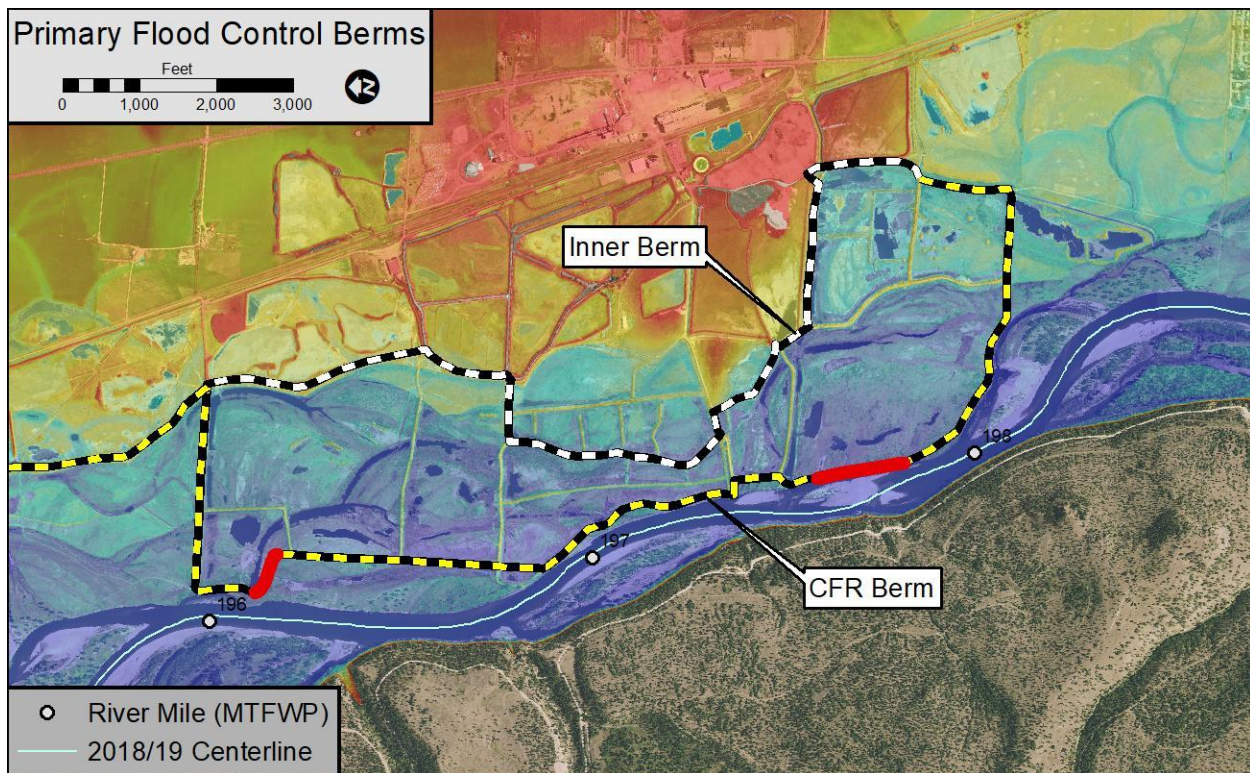 Primary Flood Control Berms
Feet
0 1,000 2,000 3,000
N
Inner Berm
198
197
CFR Berm
196
River Mile (MTFWP)
2018/19 Centerline